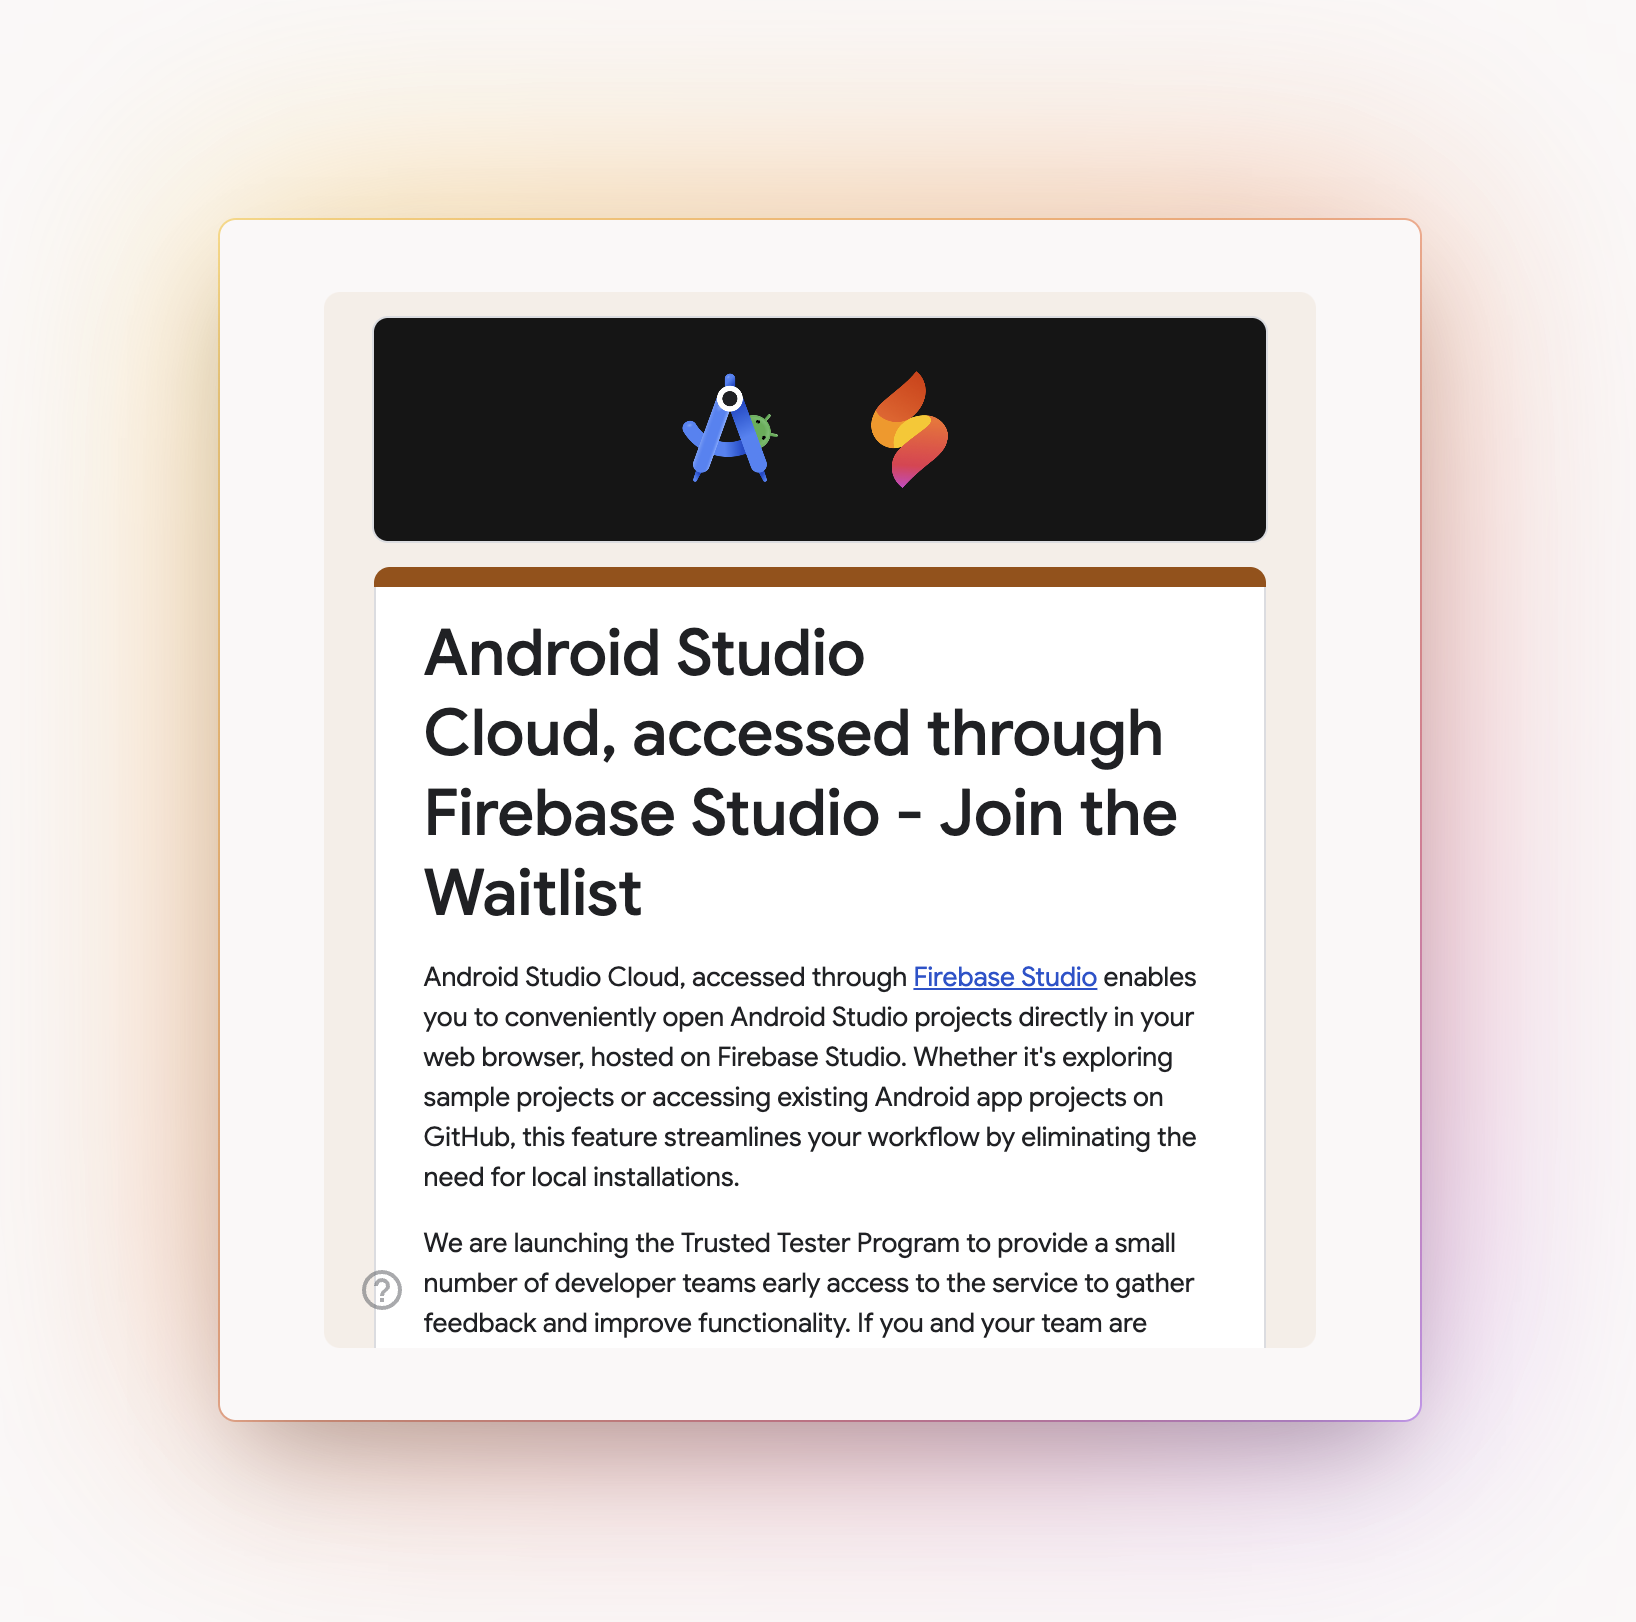 Android Studio
Cloud, accessed through
Firebase Studio - Join the
Waitlist
Android Studio Cloud, accessed through Firebase Studio enables
you to conveniently open Android Studio projects directly in your
web browser, hosted on Firebase Studio. Whether it's exploring
sample projects or accessing existing Android app projects on
GitHub, this feature streamlines your workflow by eliminating the
need for local installations.
We are launching the Trusted Tester Program to provide a small
number of developer teams early access to the service to gather
feedback and improve functionality. If you and your team are